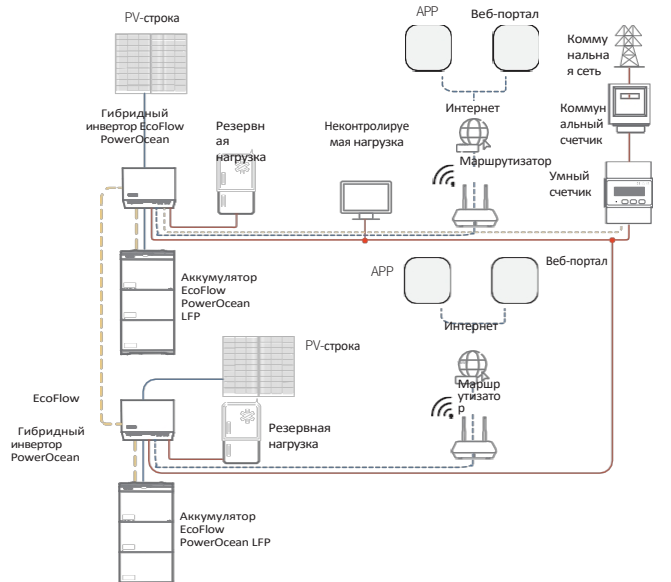 PV-строка
APP
Веб-портал
Комму
нальна
я сеть
Гибридный
инвертор EcoFlow
PowerOcean
Резервн
ая
нагрузка
Неконтролируе
мая нагрузка
Интернет
Коммун
альный
счетчик
Маршрутизатор
Умный
счетчик
Аккумулятор
EcoFlow
PowerOcean
LFP
APP
Веб-портал
Интернет
PV-строка
Маршр
утизато
р
EcoFlow
Гибридный
инвертор
PowerOcean
Резервная
нагрузка
Аккумулятор
EcoFlow
PowerOcean LFP